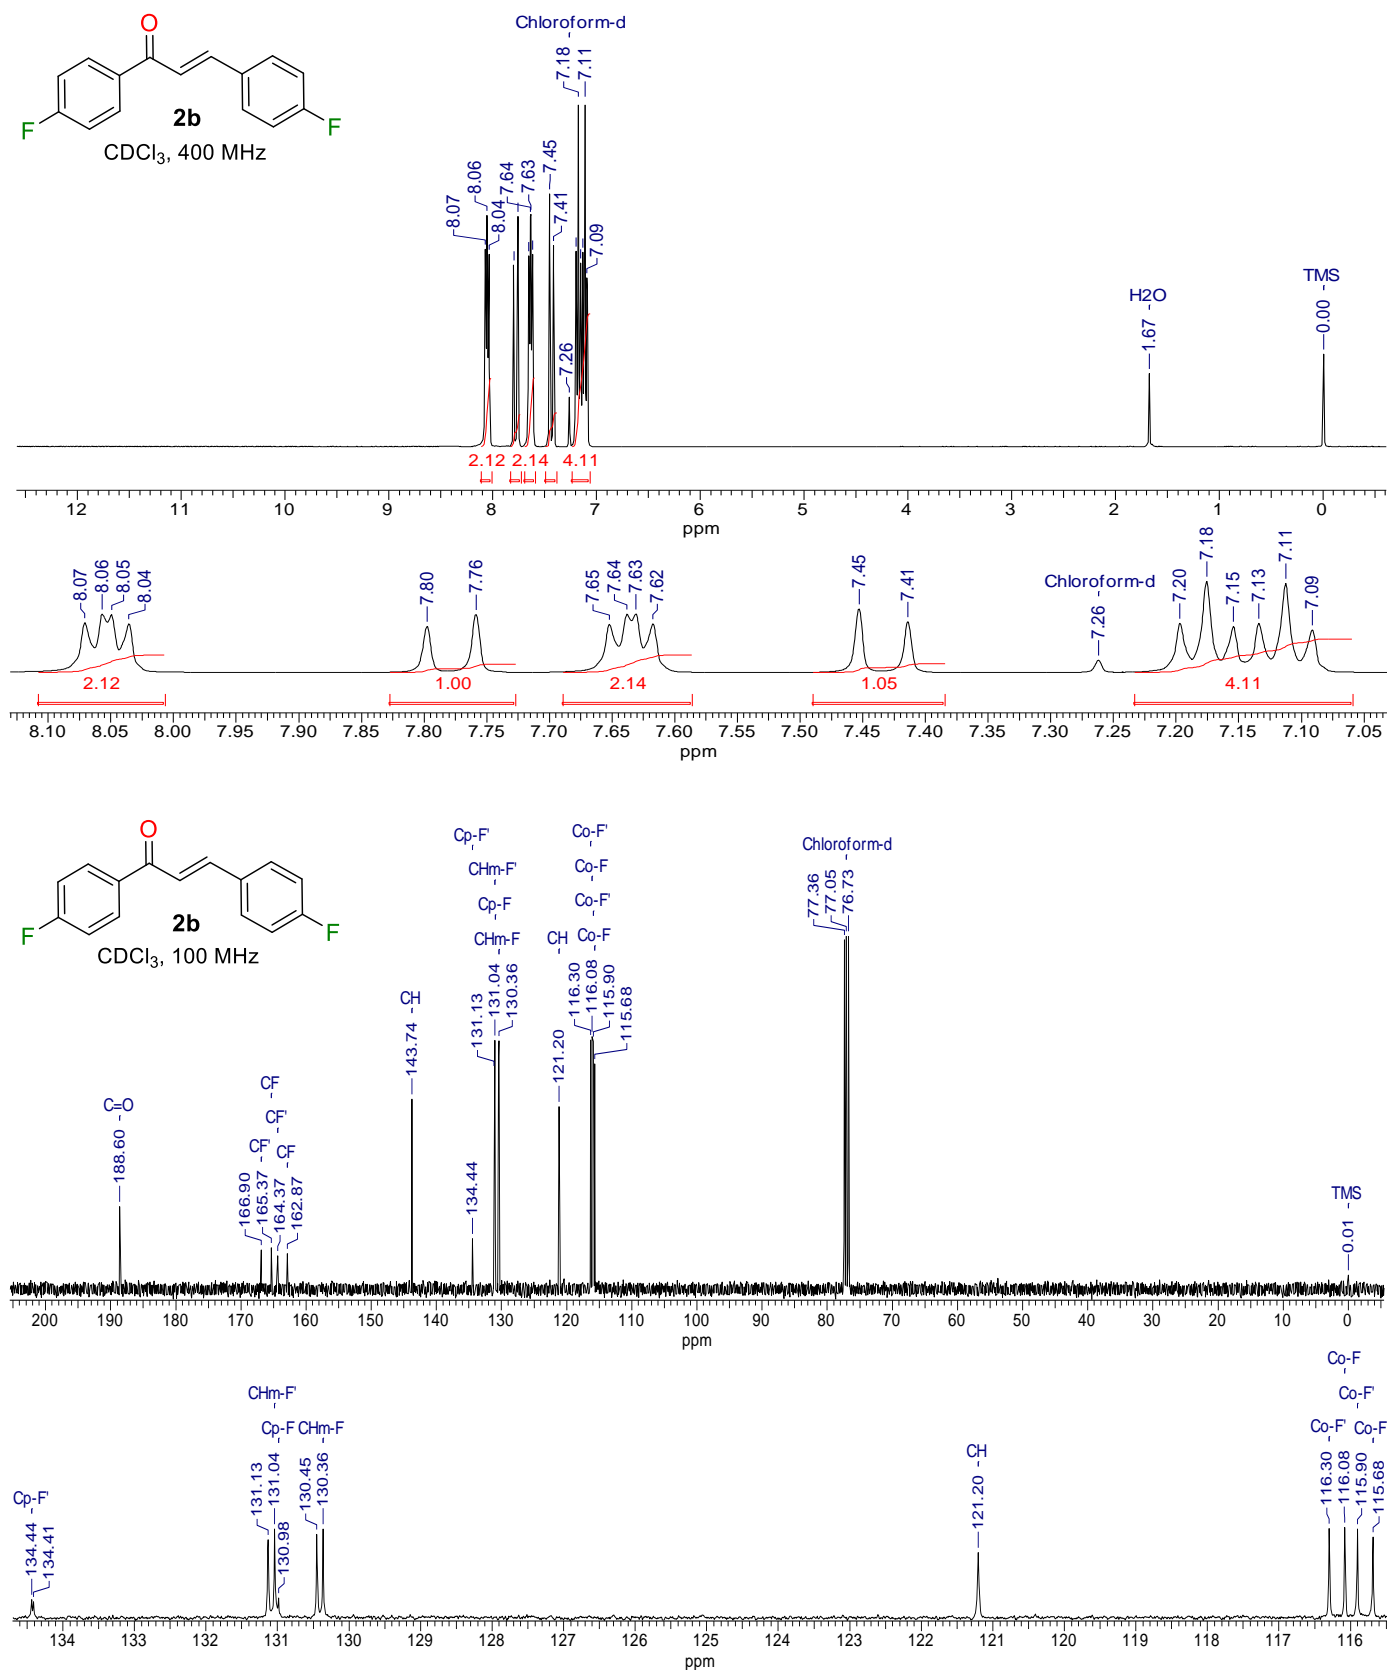 O
F
F
2b
CDCl3, 400 MHz
Chloroform-d
7.18
7.11
8.07
8.06
8.04
7.64
7.63
7.45
7.41
7.26
7.09
H2O
1.67
TMS
0.00
2.12 2.14 4.11
12 11 10 9 8 7 6 5 4 3 2 1 0
ppm
8.07
8.06
8.05
8.04
7.80
7.76
7.65
7.64
7.63
7.62
7.45
7.41
Chloroform-d
7.26
7.20
7.18
7.15
7.13
7.11
7.09
2.12 1.00 2.14 1.05 4.11
8.10 8.05 8.00 7.95 7.90 7.85 7.80 7.75 7.70 7.65 7.60 7.55 7.50 7.45 7.40 7.35 7.30 7.25 7.20 7.15 7.10 7.05
ppm
O
F
F
2b
CDCl3, 100 MHz
C=O
188.60
CF
CF'
CF'
CF
166.90
165.37
164.37
162.87
CH
143.74
Cp-F'
CHm-F'
Cp-F
CHm-F
134.44
131.13
131.04
130.36
CH
121.20
Co-F'
Co-F
Co-F'
Co-F
116.30
116.08
115.90
115.68
Chloroform-d
77.36
77.05
76.73
TMS
0.01
200 190 180 170 160 150 140 130 120 110 100 90 80 70 60 50 40 30 20 10 0
ppm
Cp-F'
134.44
134.41
CHm-F'
Cp-F CHm-F
131.13
131.04
130.98
130.45
130.36
CH
121.20
Co-F
Co-F'
Co-F' Co-F
116.30
116.08
115.90
115.68
134 133 132 131 130 129 128 127 126 125 124 123 122 121 120 119 118 117 116
ppm